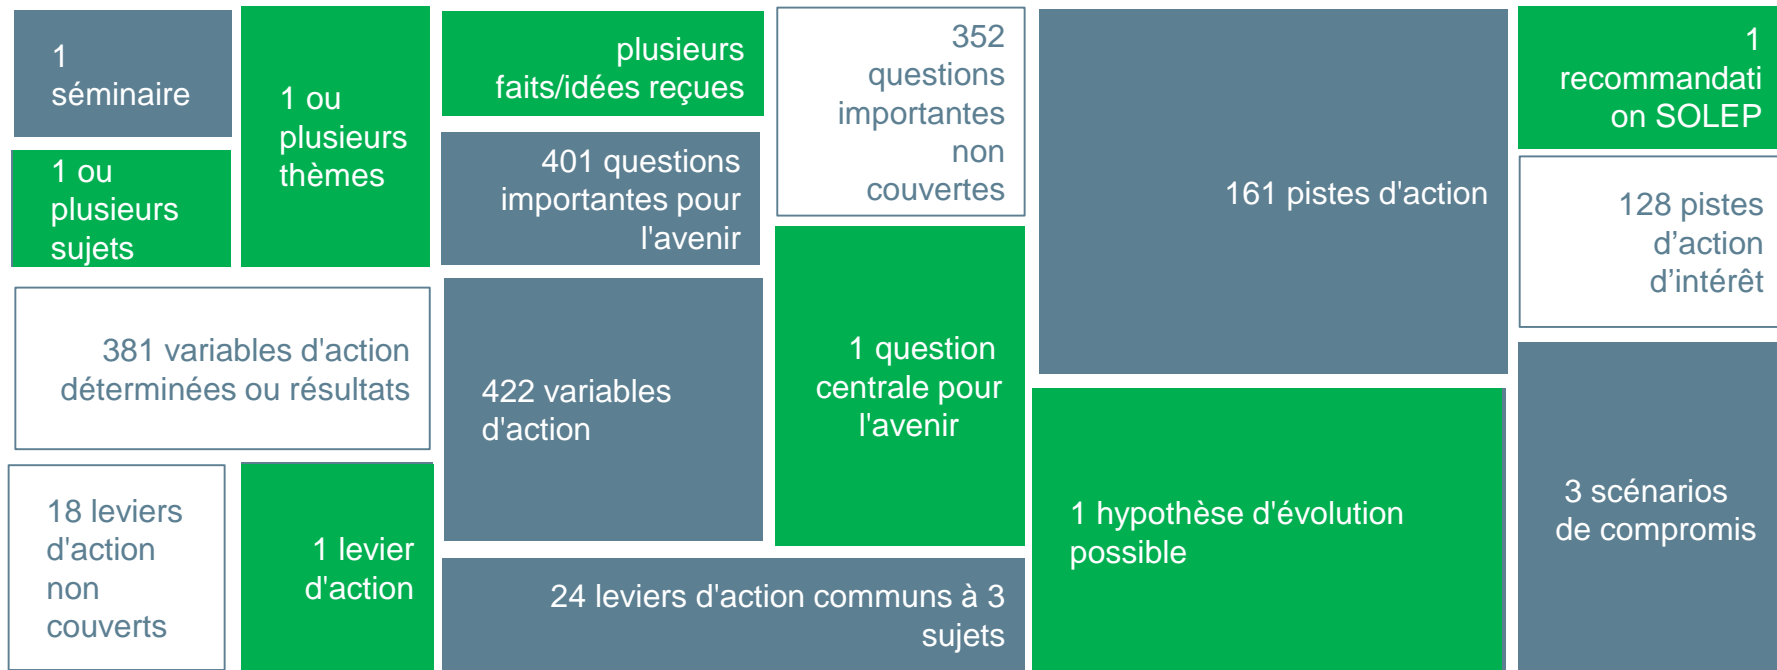 1
séminaire
1 ou
plusieurs
sujets
1 ou
plusieurs
thèmes
plusieurs
faits/idées reçues
401 questions
importantes pour
l'avenir
352
questions
importantes
non
couvertes
161 pistes d'action
1
recommandati
on SOLEP
128 pistes
d’action
d’intérêt
381 variables d'action
déterminées ou résultats
422 variables
d'action
1 question
centrale pour
l'avenir
18 leviers
d'action
non
couverts
1 levier
d'action
24 leviers d'action communs à 3
sujets
1 hypothèse d'évolution
possible
3 scénarios
de compromis